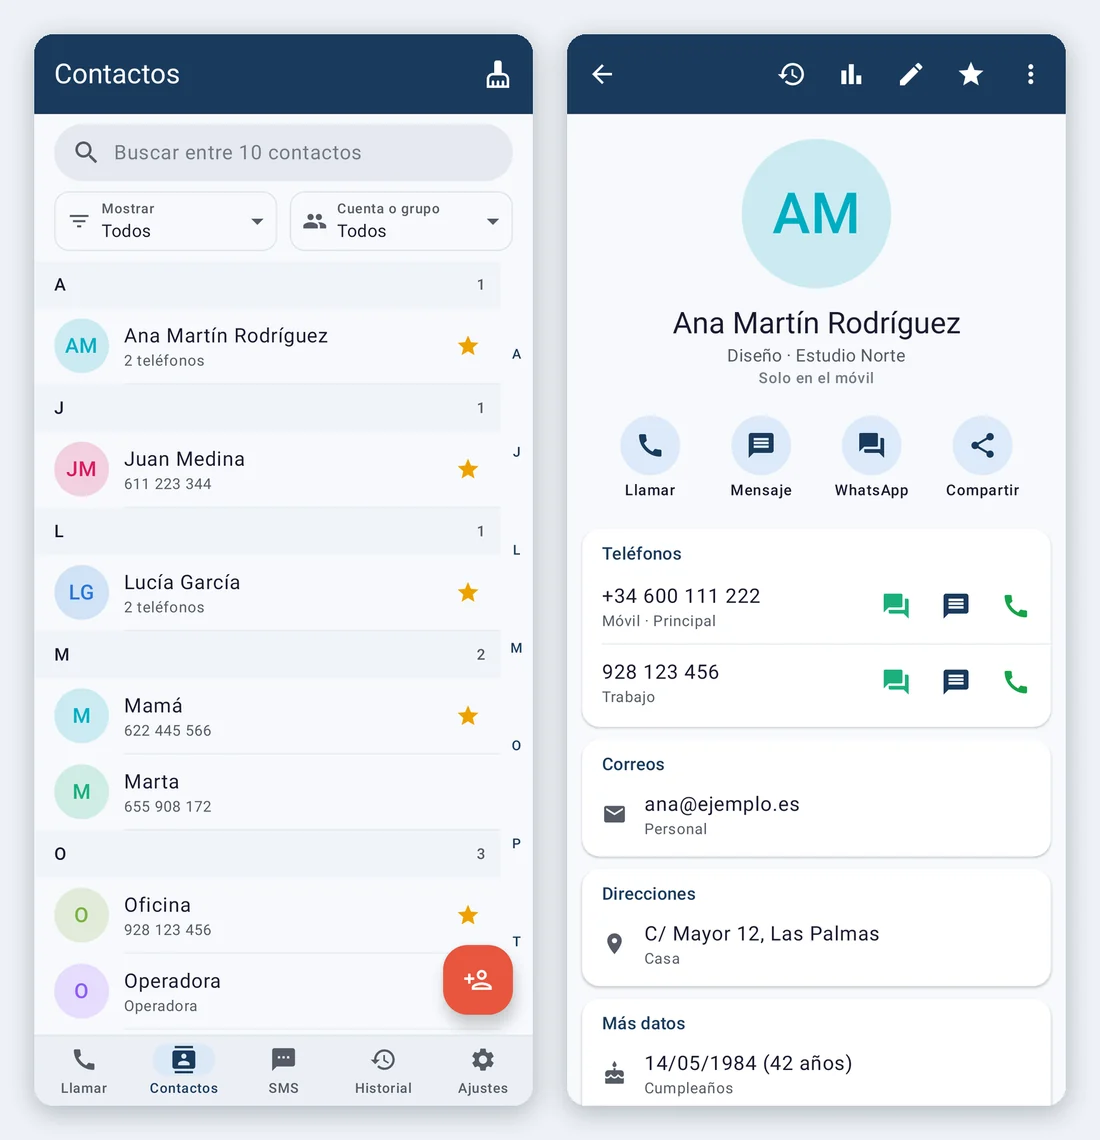 Contactos
Buscar entre 10 contactos
Mostrar
Todos
Cuenta o grupo
Todos
A 1
AM
Ana Martín Rodríguez
2 teléfonos
J 1
JM
Juan Medina
611 223 344
L 1
LG
Lucía García
2 teléfonos
M 2
M
Mamá
622 445 566
M
Marta
655 908 172
O 3
O
Oficina
928 123 456
O
Operadora
Operadora
A
J
L
M
O
P
T
Llamar
Contactos
SMS
Historial
Ajustes
AM
Ana Martín Rodríguez
Diseño · Estudio Norte
Solo en el móvil
Llamar
Mensaje
WhatsApp
Compartir
Teléfonos
+34 600 111 222
Móvil · Principal
928 123 456
Trabajo
Correos
ana@ejemplo.es
Personal
Direcciones
C/ Mayor 12, Las Palmas
Casa
Más datos
14/05/1984 (42 años)
Cumpleaños